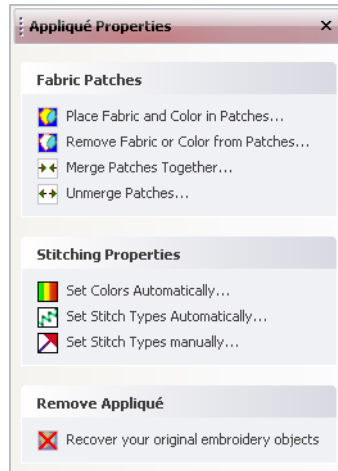 Appliqué Properties
Fabric Patches
Place Fabric and Color in Patches...
Remove Fabric or Color from Patches...
Merge Patches Together...
Unmerge Patches...
Stitching Properties
Set Colors Automatically...
Set Stitch Types Automatically...
Set Stitch Types manually...
Remove Appliqué
Recover your original embroidery objects